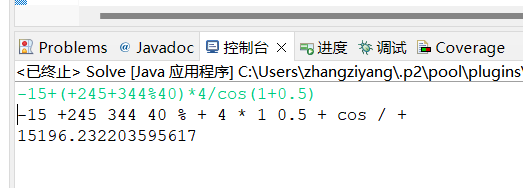 Problems @ Javadoc 控制台 进度 调试 Coverage
<已终止> Solve [Java 应用程序] C:\Users\zhangziyang\.p2\pool\plugins\
-15+(+245+344%40)*4/cos(1+0.5)
-15 +245 344 40 % + 4 * 1 0.5 + cos / +
15196.232203595617